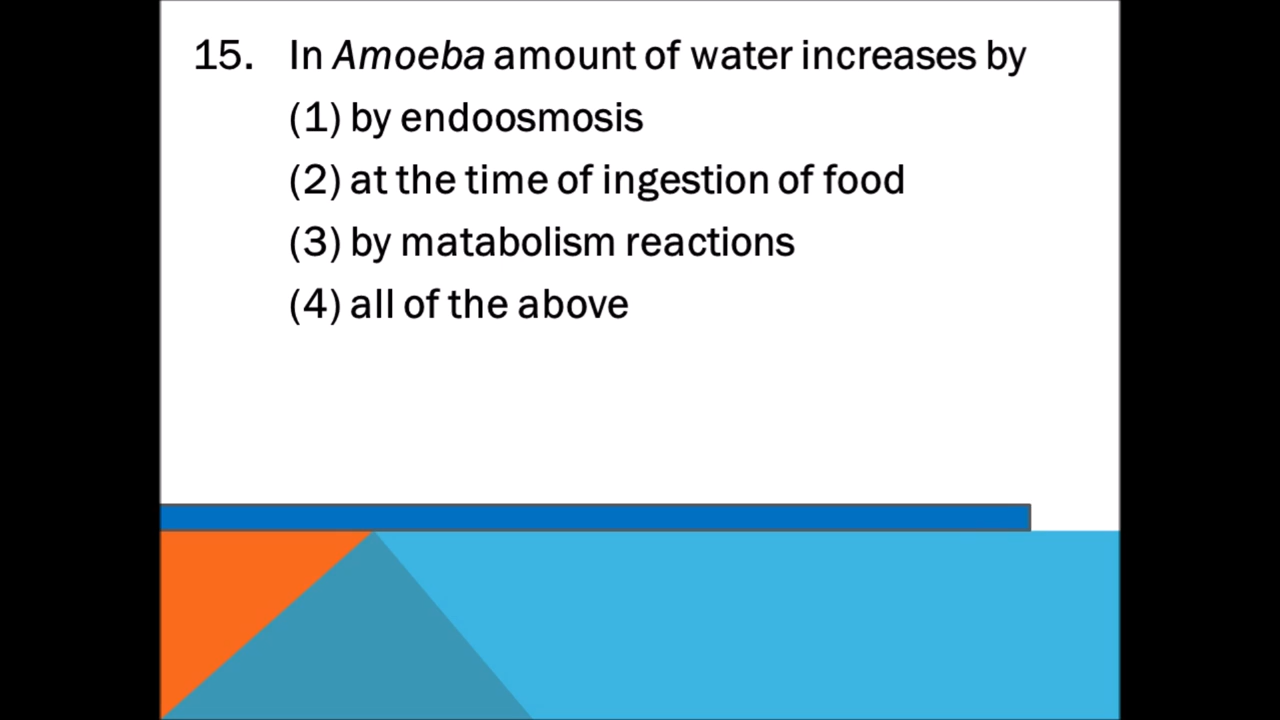 15. In Amoeba amount of water increases by
(1) by endoosmosis
(2) at the time of ingestion of food
(3) by matabolism reactions
(4) all of the above